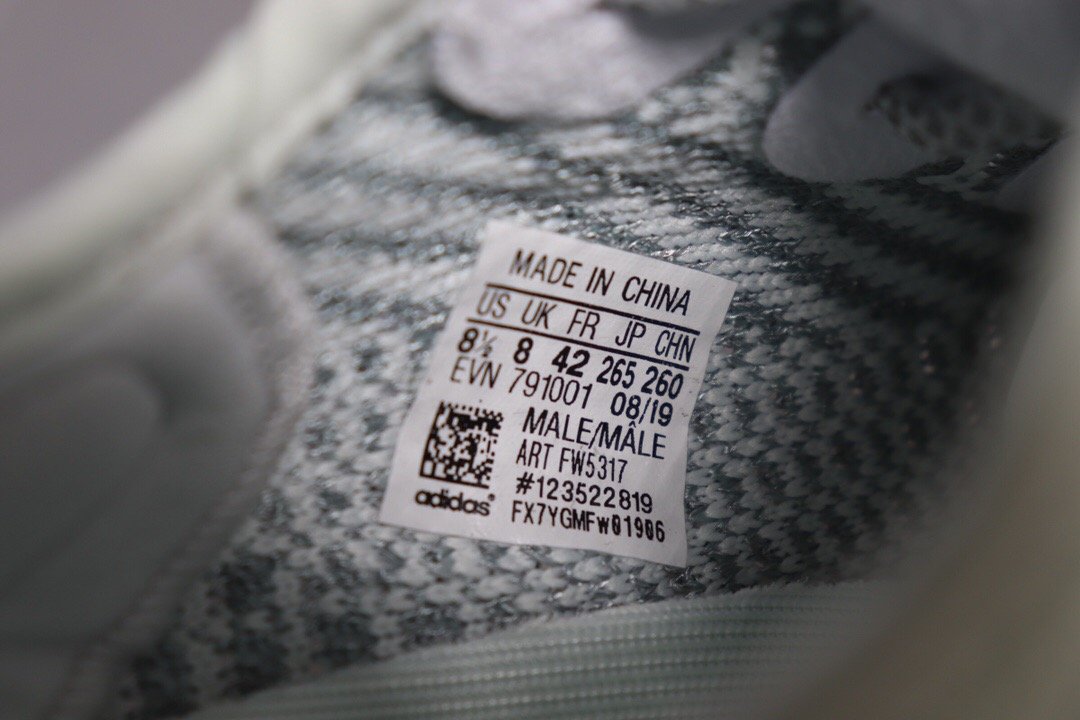 MADE IN CHINA
US UK FR JP CHN
8½ 8 42 265 260
EVN 791001 08/19
MALE/MÂLE
ART FW5317
#123522819
adidas® FX7YGMFw01906